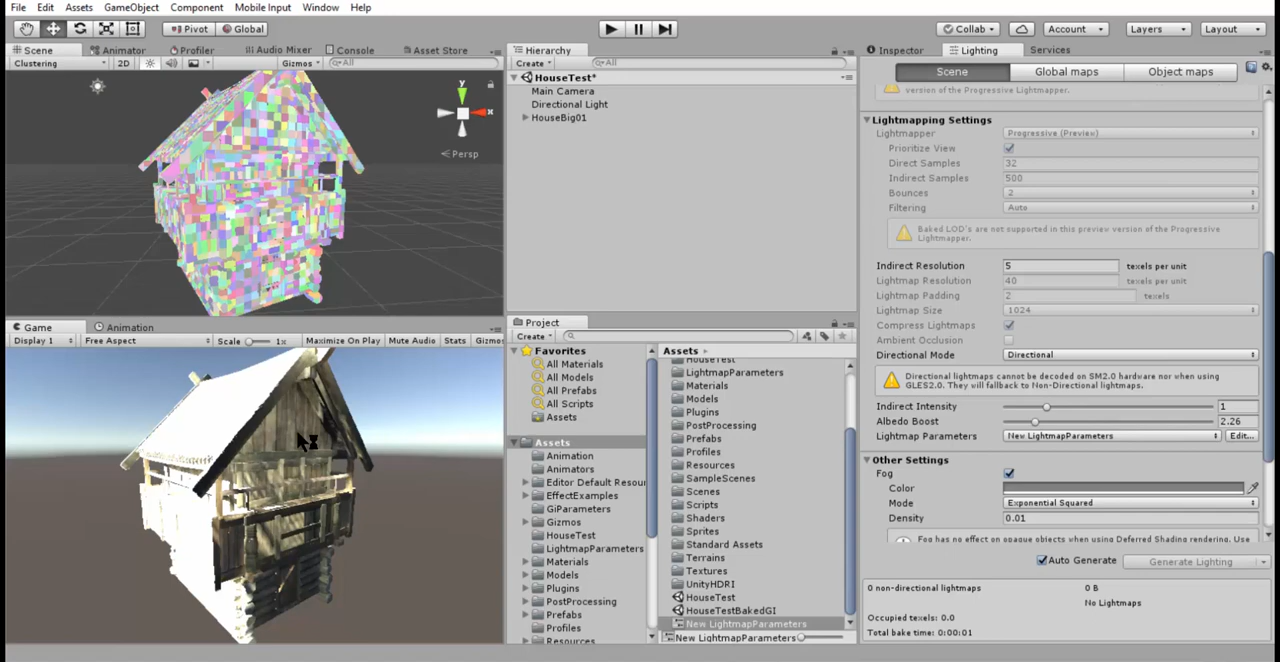 File Edit Assets GameObject Component Mobile Input Window Help
Pivot Global Collab Account Layers Layout
Scene Animator Profiler Audio Mixer Console Asset Store
Clustering 2D Gizmos All
y
x
Persp
Game Animation
Display 1 Free Aspect Scale 1x Maximize On Play Mute Audio Stats Gizmos
Hierarchy
Create All
HouseTest*
Main Camera
Directional Light
HouseBig01
Project
Create
Favorites
All Materials
All Models
All Prefabs
All Scripts
Assets
Assets
Animation
Animators
Editor Default Resour
EffectExamples
GiParameters
Gizmos
HouseTest
LightmapParameters
Materials
Models
Plugins
PostProcessing
Prefabs
Profiles
Resources
Assets
HouseTest
LightmapParameters
Materials
Models
Plugins
PostProcessing
Prefabs
Profiles
Resources
SampleScenes
Scenes
Scripts
Shaders
Sprites
Standard Assets
Terrains
Textures
UnityHDRI
HouseTest
HouseTestBakedGI
New LightmapParameters
New LightmapParameters
Inspector Lighting Services
Scene Global maps Object maps
version of the Progressive Lightmapper.
Lightmapping Settings
Lightmapper Progressive (Preview)
Prioritize View
Direct Samples 32
Indirect Samples 500
Bounces 2
Filtering Auto
Baked LOD's are not supported in this preview version of the Progressive
Lightmapper.
Indirect Resolution 5 texels per unit
Lightmap Resolution 40 texels per unit
Lightmap Padding 2 texels
Lightmap Size 1024
Compress Lightmaps
Ambient Occlusion
Directional Mode Directional
Directional lightmaps cannot be decoded on SM2.0 hardware nor when using
GLES2.0. They will fallback to Non-Directional lightmaps.
Indirect Intensity 1
Albedo Boost 2.26
Lightmap Parameters New LightmapParameters Edit...
Other Settings
Fog
Color
Mode Exponential Squared
Density 0.01
Fog has no effect on opaque objects when using Deferred Shading rendering. Use
Auto Generate Generate Lighting
0 non-directional lightmaps 0 B
No Lightmaps
Occupied texels: 0.0
Total bake time: 0:00:01